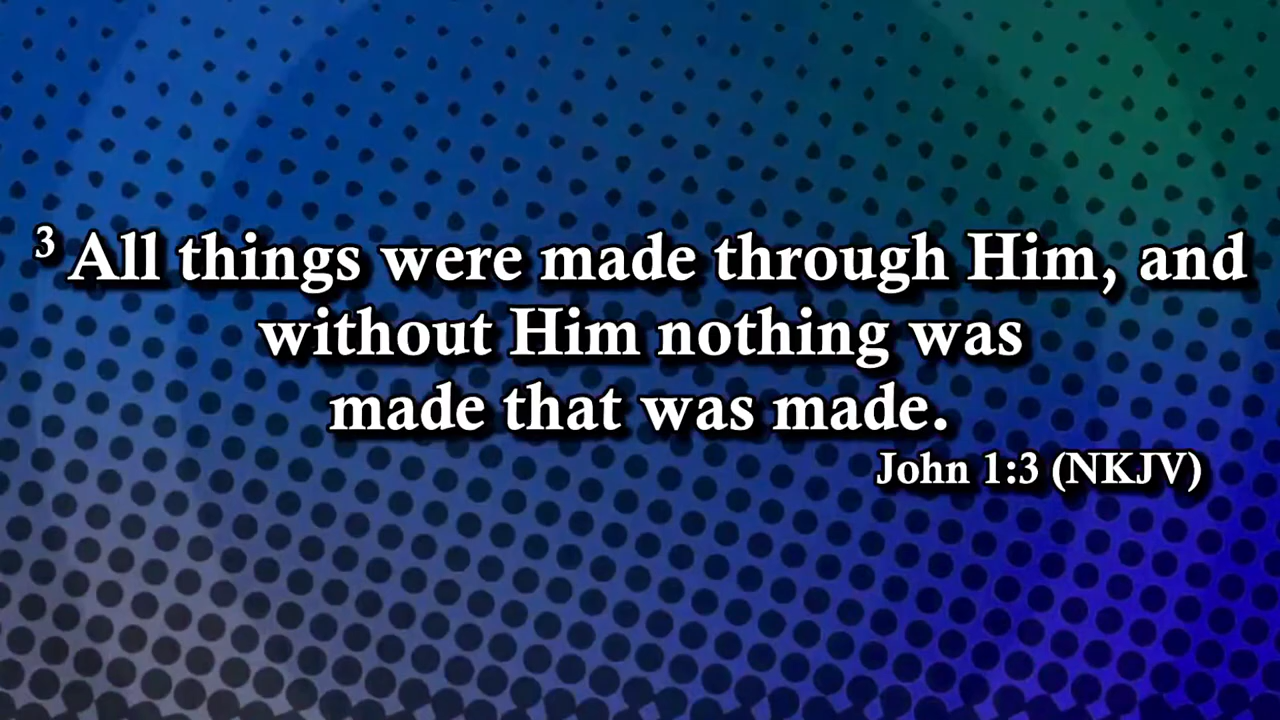 3 All things were made through Him, and
without Him nothing was
made that was made.
John 1:3 (NKJV)